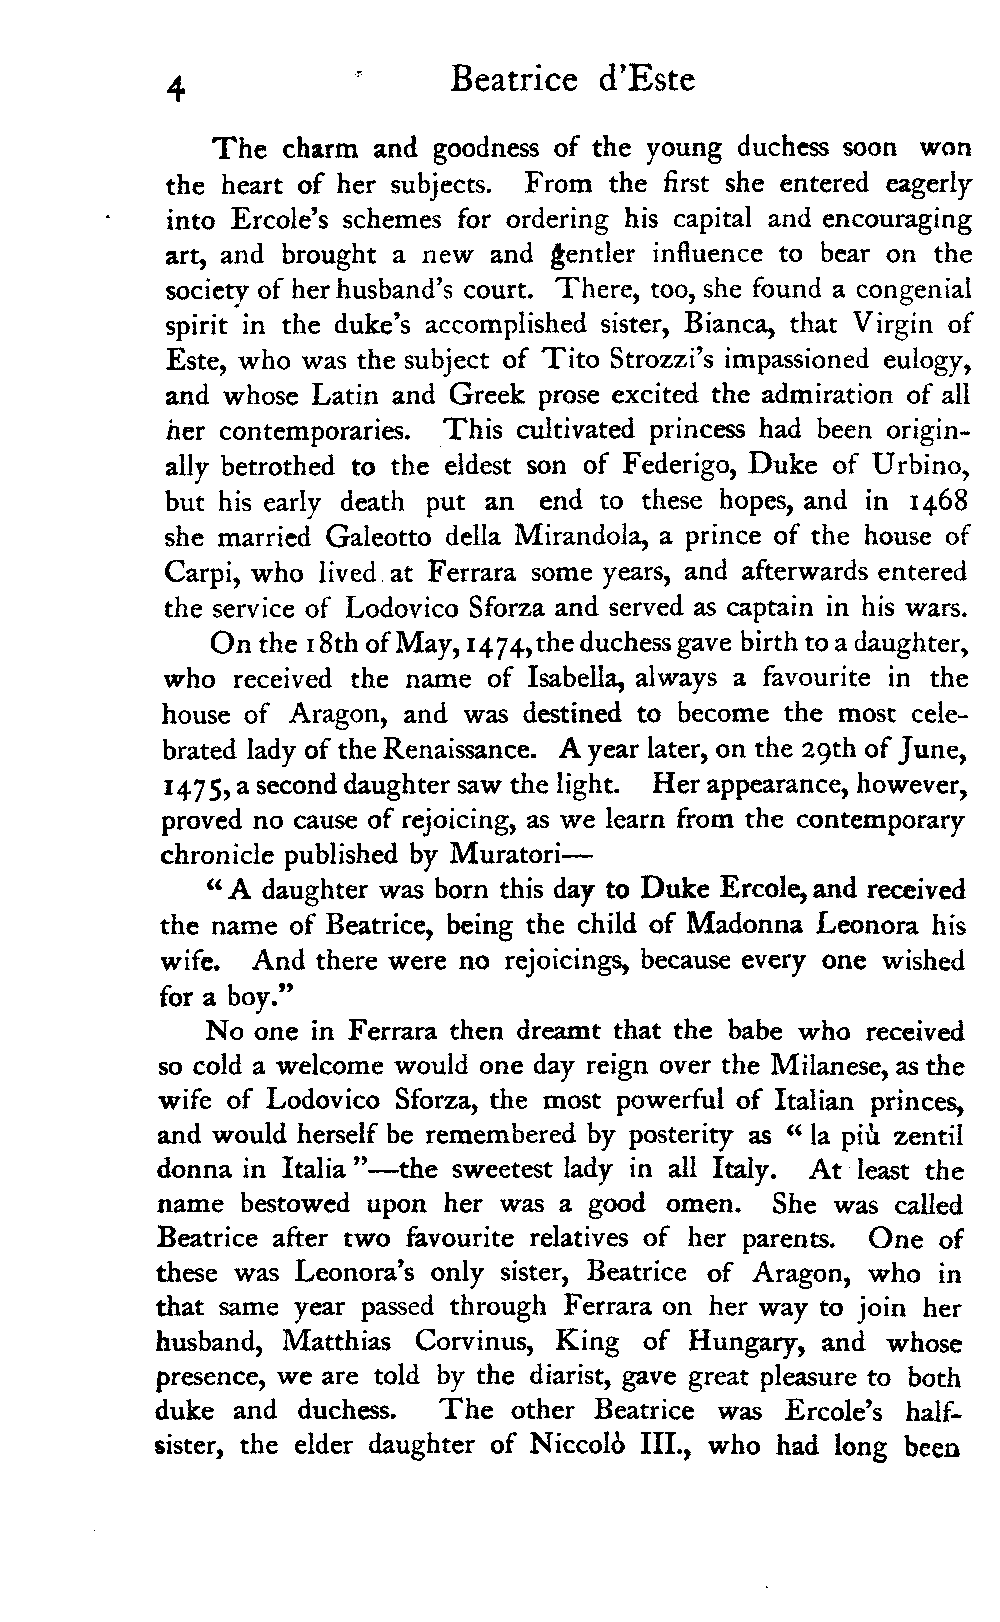 4 Beatrice d'Este
The charm and goodness of the young duchess soon won
the heart of her subjects. From the first she entered eagerly
into Ercole's schemes for ordering his capital and encouraging
art, and brought a new and gentler influence to bear on the
society of her husband's court. There, too, she found a congenial
spirit in the duke's accomplished sister, Bianca, that Virgin of
Este, who was the subject of Tito Strozzi's impassioned eulogy,
and whose Latin and Greek prose excited the admiration of all
her contemporaries. This cultivated princess had been origin-
ally betrothed to the eldest son of Federigo, Duke of Urbino,
but his early death put an end to these hopes, and in 1468
she married Galeotto della Mirandola, a prince of the house of
Carpi, who lived at Ferrara some years, and afterwards entered
the service of Lodovico Sforza and served as captain in his wars.
On the 18th of May, 1474, the duchess gave birth to a daughter,
who received the name of Isabella, always a favourite in the
house of Aragon, and was destined to become the most cele-
brated lady of the Renaissance. A year later, on the 29th of June,
1475, a second daughter saw the light. Her appearance, however,
proved no cause of rejoicing, as we learn from the contemporary
chronicle published by Muratori—
"A daughter was born this day to Duke Ercole, and received
the name of Beatrice, being the child of Madonna Leonora his
wife. And there were no rejoicings, because every one wished
for a boy."
No one in Ferrara then dreamt that the babe who received
so cold a welcome would one day reign over the Milanese, as the
wife of Lodovico Sforza, the most powerful of Italian princes,
and would herself be remembered by posterity as "la più zentil
donna in Italia"—the sweetest lady in all Italy. At least the
name bestowed upon her was a good omen. She was called
Beatrice after two favourite relatives of her parents. One of
these was Leonora's only sister, Beatrice of Aragon, who in
that same year passed through Ferrara on her way to join her
husband, Matthias Corvinus, King of Hungary, and whose
presence, we are told by the diarist, gave great pleasure to both
duke and duchess. The other Beatrice was Ercole's half-
sister, the elder daughter of Niccolò III., who had long been